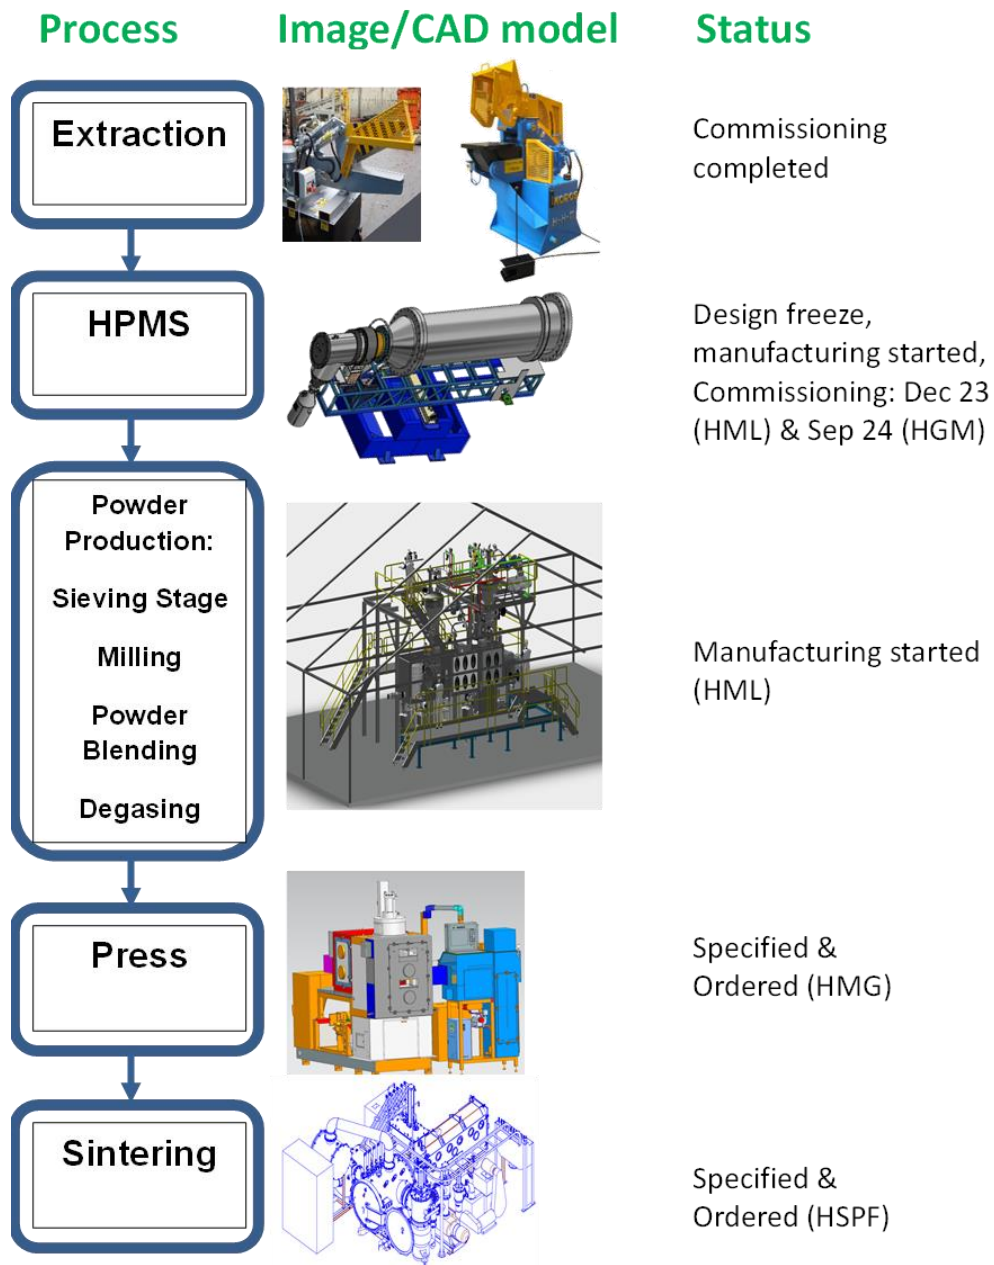 Process
Image/CAD model
Status
Extraction
Commissioning
completed
HPMS
Design freeze,
manufacturing started,
Commissioning: Dec 23
(HML) & Sep 24 (HGM)
Powder
Production:
Sieving Stage
Milling
Powder
Blending
Degasing
Manufacturing started
(HML)
Press
Specified &
Ordered (HMG)
Sintering
Specified &
Ordered (HSPF)